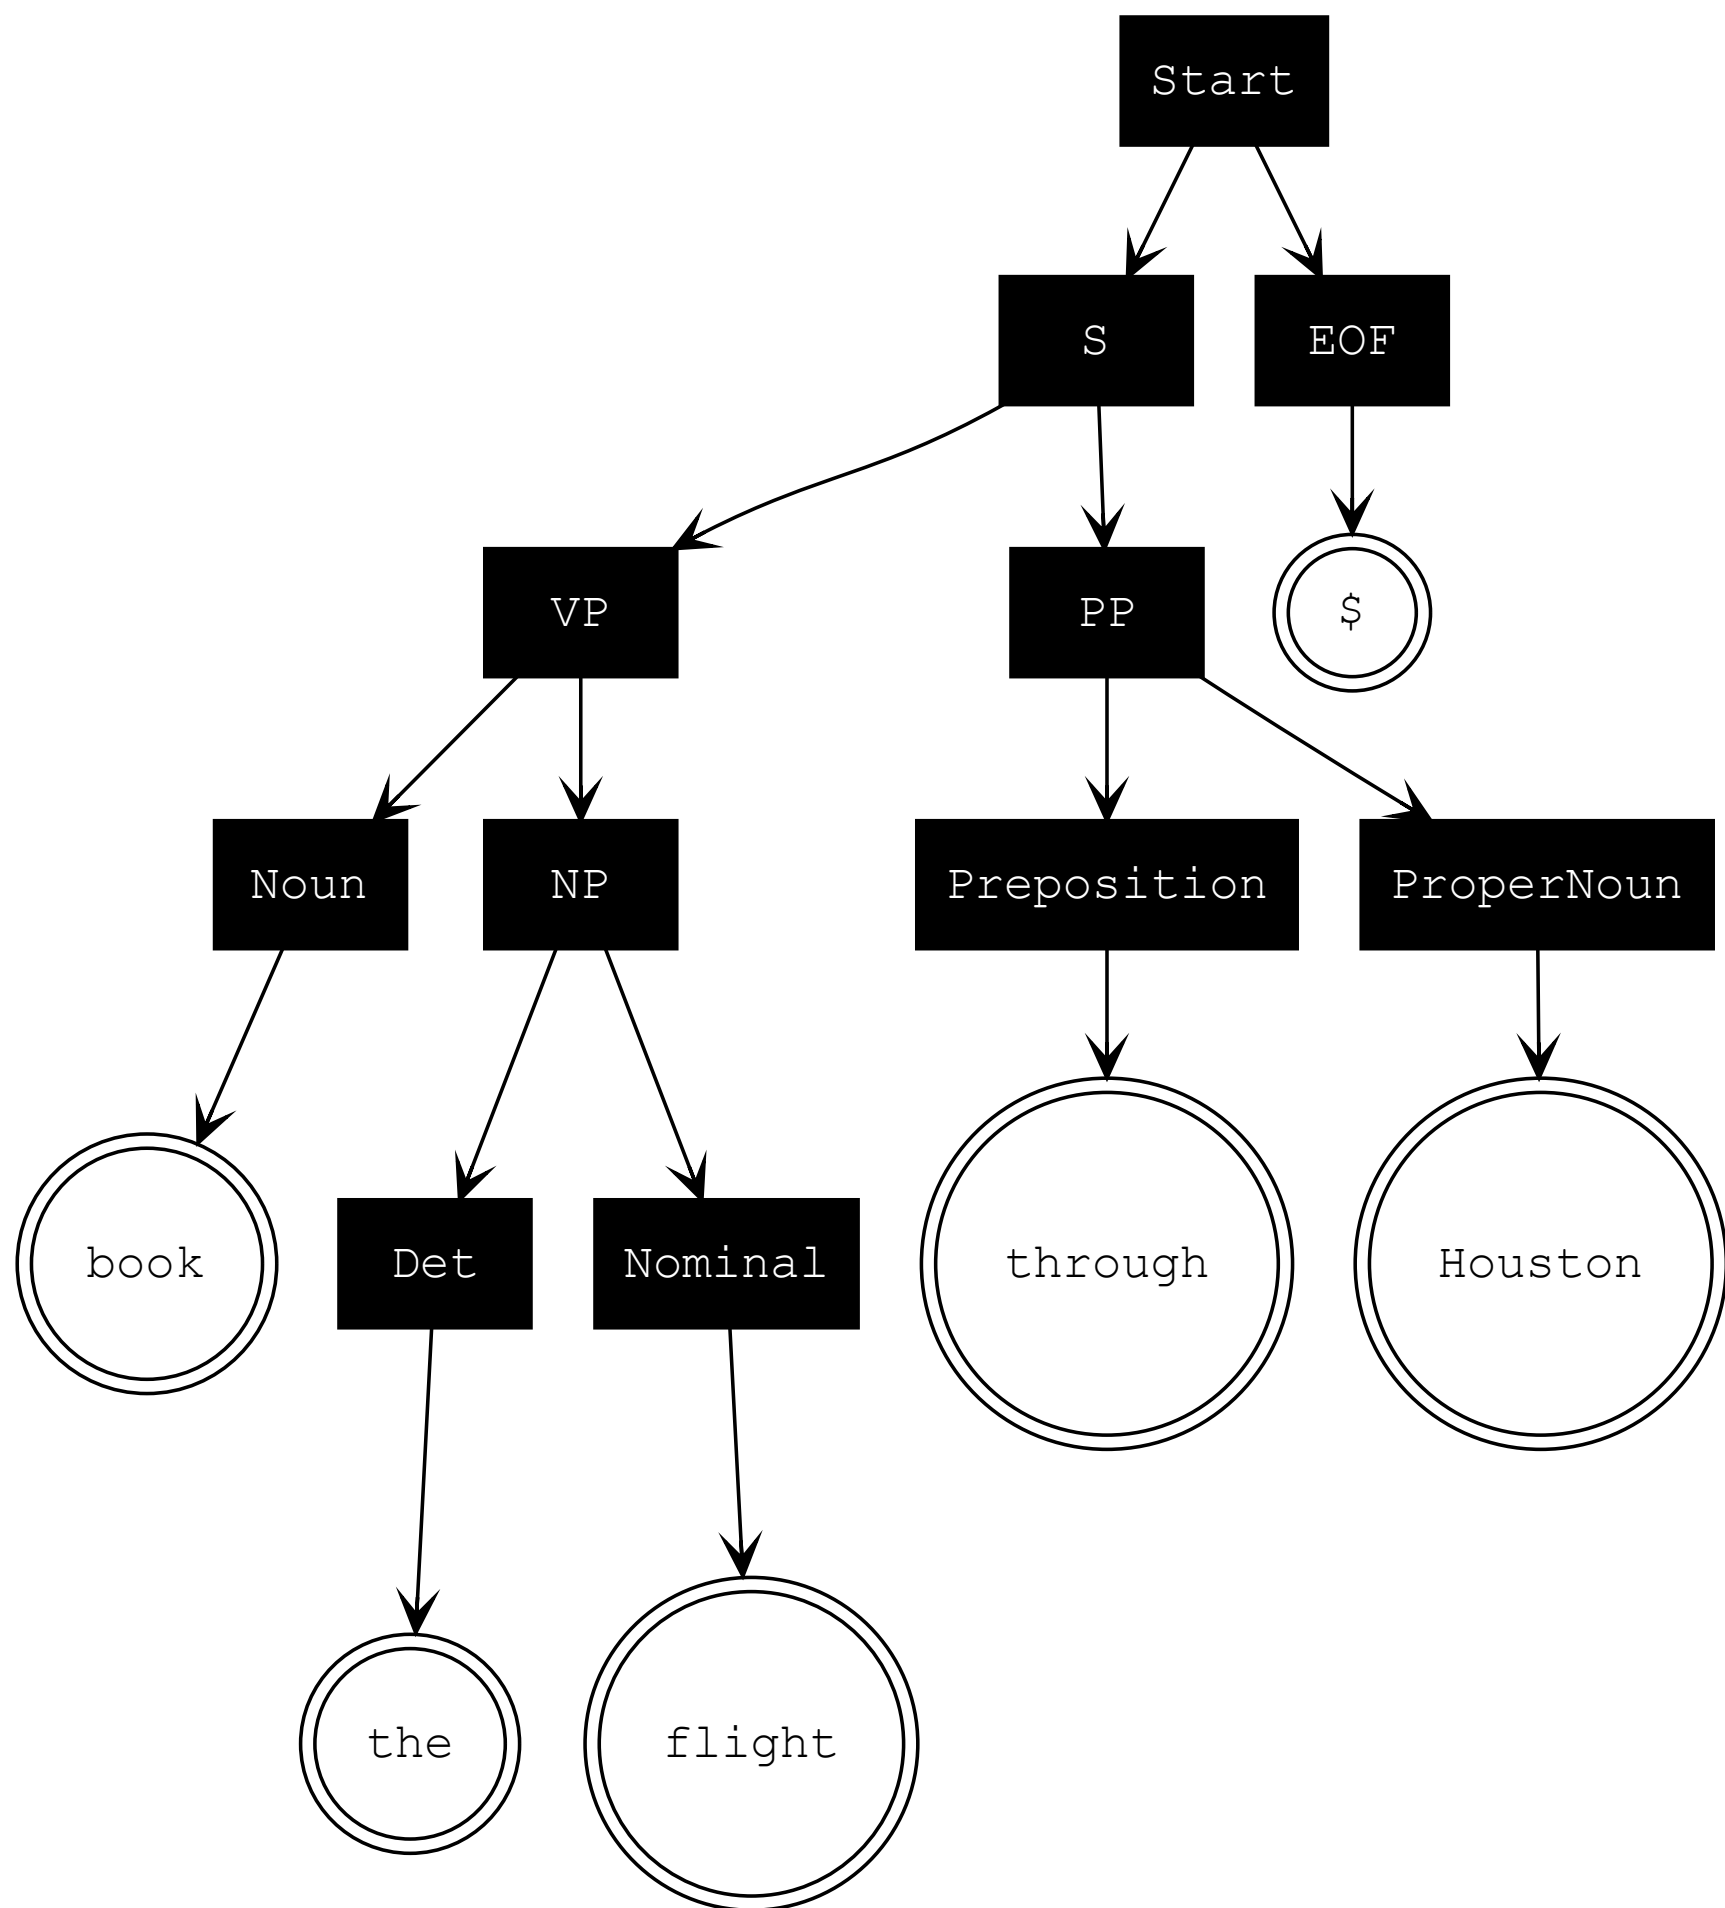 Start
S
EOF
VP
PP
$
Noun
NP
Preposition
ProperNoun
book
Det
Nominal
through
Houston
the
flight